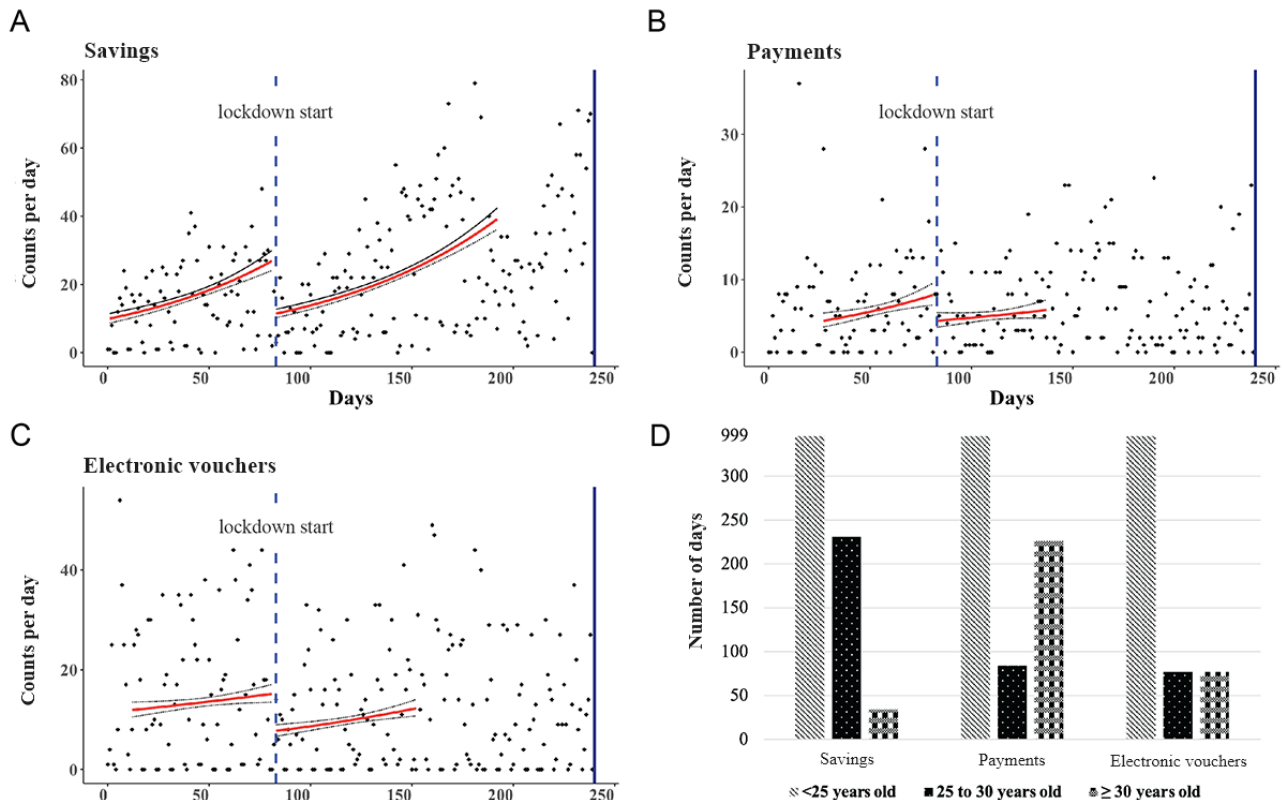 A
Savings
Counts per day
80
60
40
20
0
lockdown start
0 50 100 150 200 250
Days
B
Payments
Counts per day
30
20
10
0
lockdown start
0 50 100 150 200 250
Days
C
Electronic vouchers
Counts per day
40
20
0
lockdown start
0 50 100 150 200 250
D
Number of days
999
300
250
200
150
100
50
0
Savings Payments Electronic vouchers
<25 years old 25 to 30 years old ≥ 30 years old